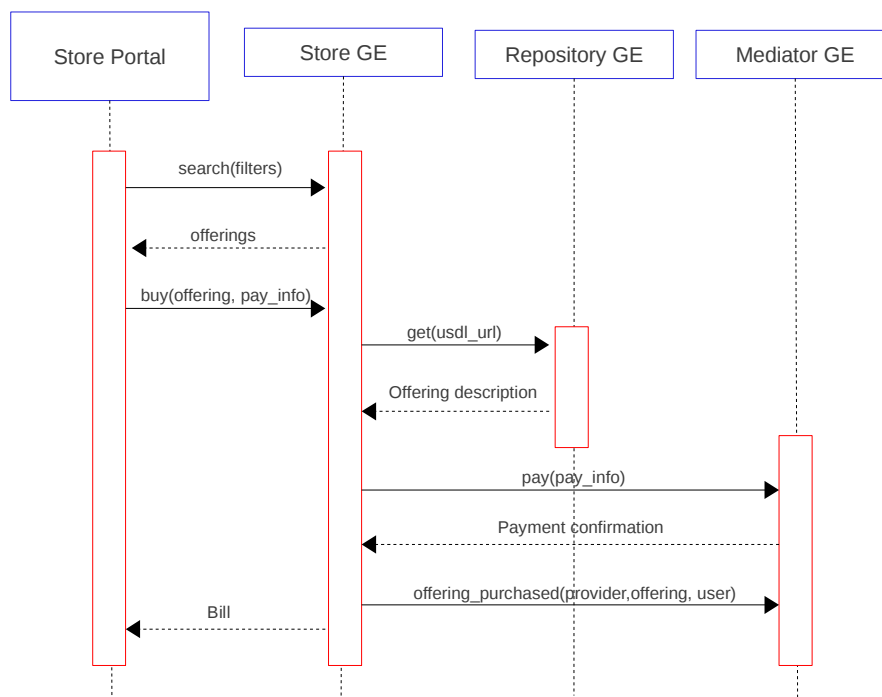 Store Portal
Store GE
Repository GE
Mediator GE
search(filters)
offerings
buy(offering, pay_info)
get(usdl_url)
Offering description
pay(pay_info)
Payment confirmation
offering_purchased(provider,offering, user)
Bill